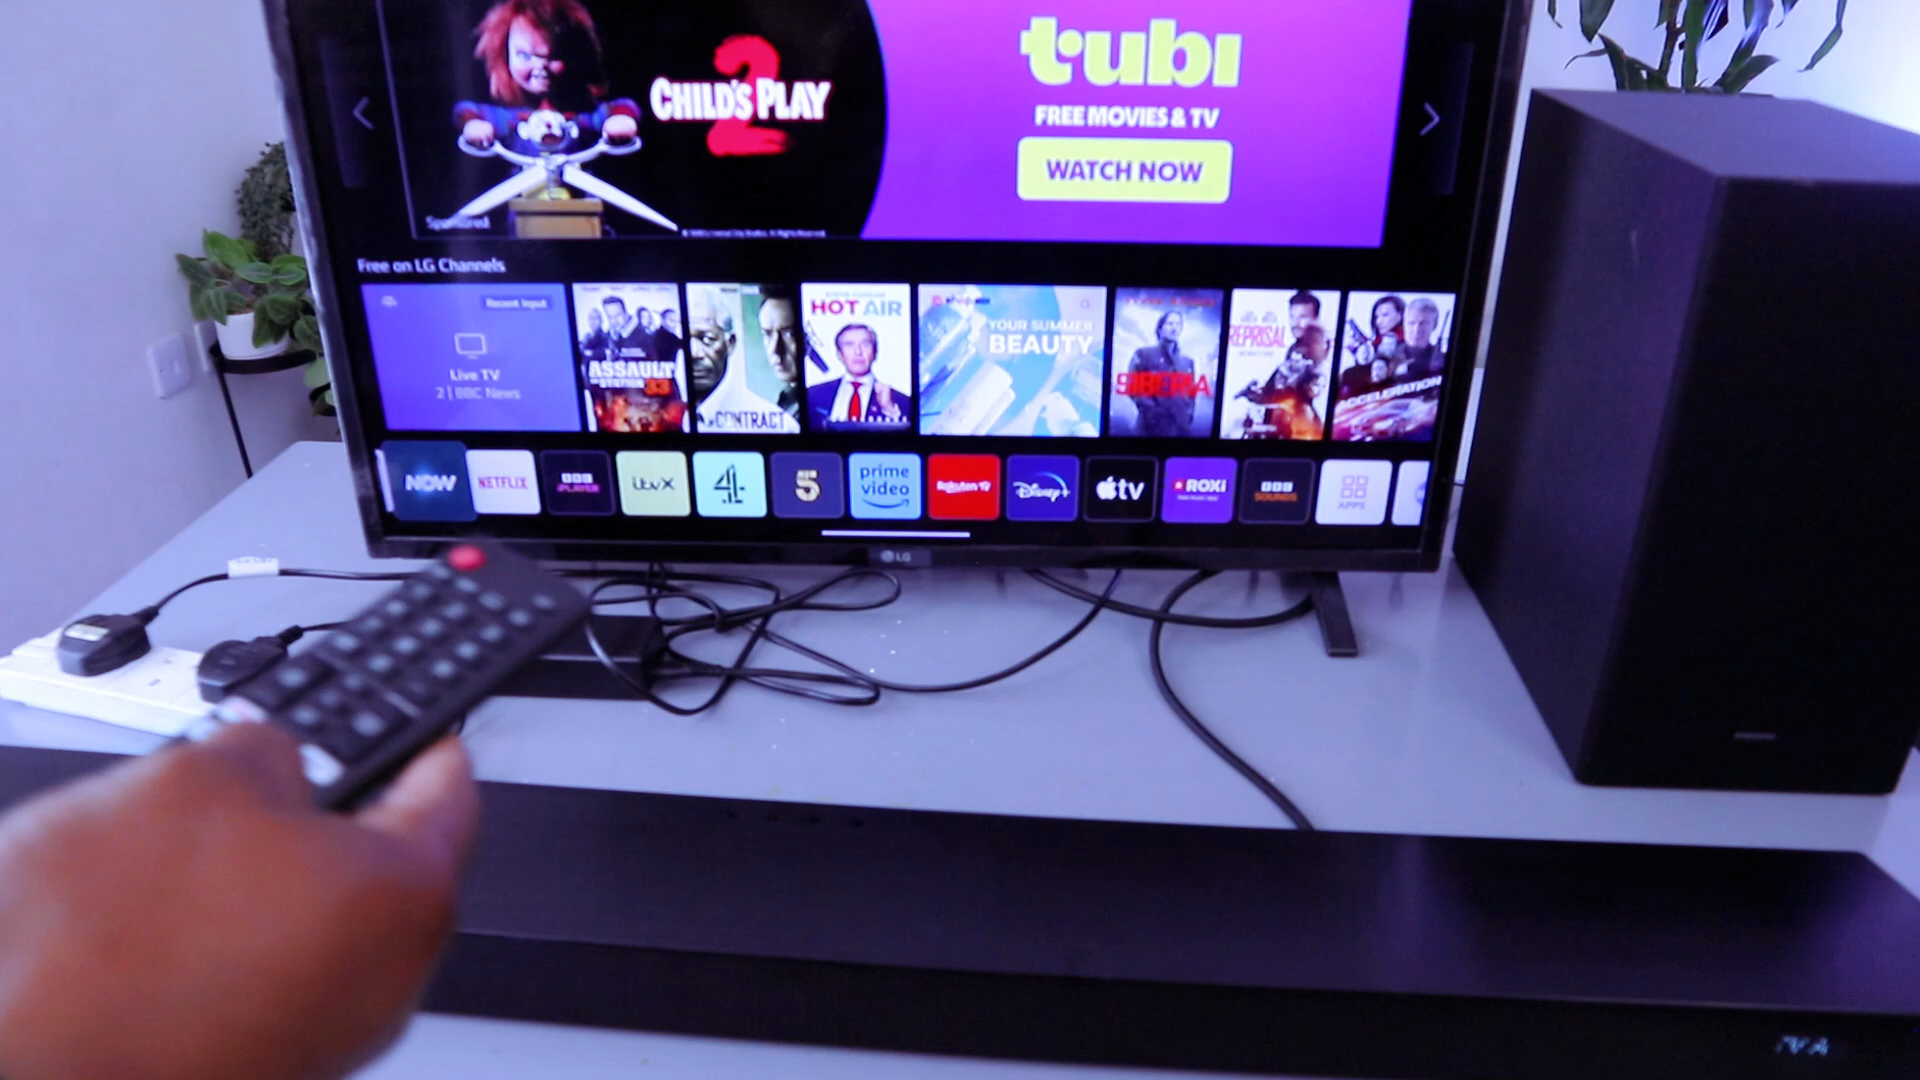 tubi
2
CHILD'S PLAY
FREE MOVIES & TV
WATCH NOW
Sponsored
Free on LG Channels
Recent Input
Live TV
2 | BBC News
ASSAULT
33
CONTRACT
HOT AIR
YOUR SUMMER
BEAUTY
SIBERIA
REPRISAL
ACCELERATION
NOW
NETFLIX
BBC
iPLAYER
itvX
4
5
prime
video
Rakuten TV
Disney+
tv
ROXi
BBC
SOUNDS
APPS
LG